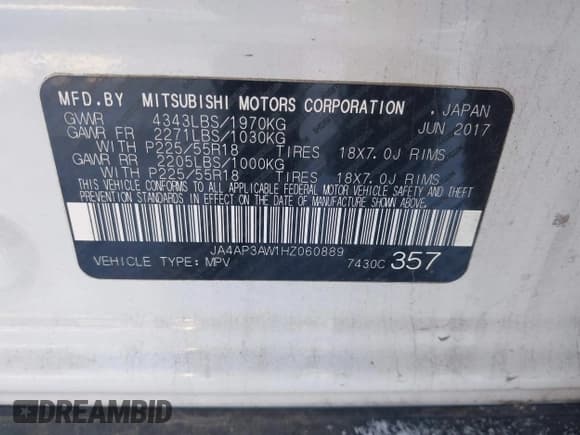 MFD.BY MITSUBISHI MOTORS CORPORATION , JAPAN
GVWR 4343LBS/1970KG JUN 2017
GAWR FR 2271LBS/1030KG
WITH P225/55R18 TIRES 18X7.0J RIMS
GAWR RR 2205LBS/1000KG
WITH P225/55R18 TIRES 18X7.0J RIMS
THIS VEHICLE CONFORMS TO ALL APPLICABLE FEDERAL MOTOR VEHICLE SAFETY AND THEFT
PREVENTION STANDARDS IN EFFECT ON THE DATE OF MANUFACTURE SHOWN ABOVE.
JA4AP3AW1HZ060889
VEHICLE TYPE: MPV 7430C 357
DREAMBID